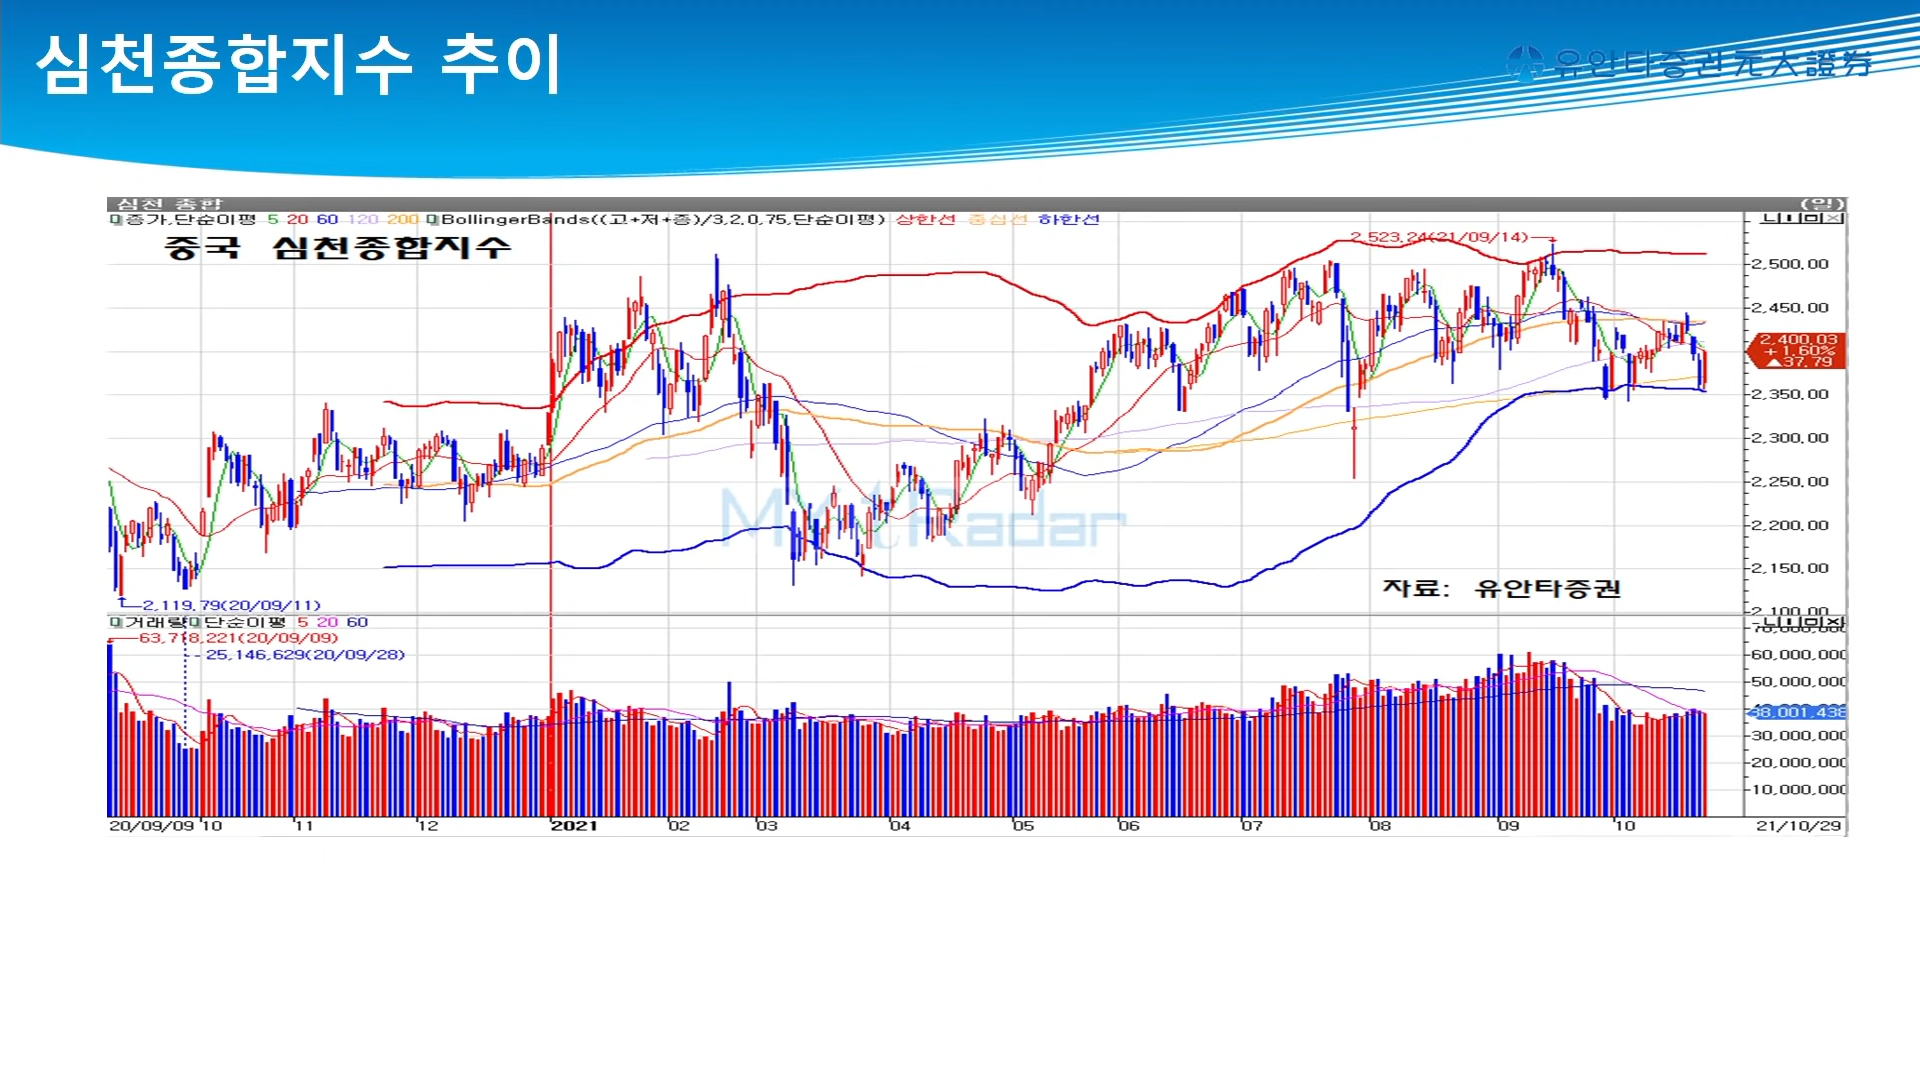 심천종합지수 추이
유안타증권 元大證券
심천 종합 (일)
종가,단순이평 5 20 60 120 200 BollingerBands((고+저+종)/3,2,0,75,단순이평) 상한선 중심선 하한선
중국 심천종합지수
2,523.24(21/09/14)
2,500.00
2,450.00
2,400.03
+1.60%
▲37.79
2,350.00
2,300.00
2,250.00
2,200.00
2,150.00
2,100.00
자료: 유안타증권
2,119.79(20/09/11)
거래량 단순이평 5 20 60
63,718,221(20/09/09)
25,146,629(20/09/28)
70,000,000
60,000,000
50,000,000
38,001,438
30,000,000
20,000,000
10,000,000
20/09/09 10 11 12 2021 02 03 04 05 06 07 08 09 10 21/10/29